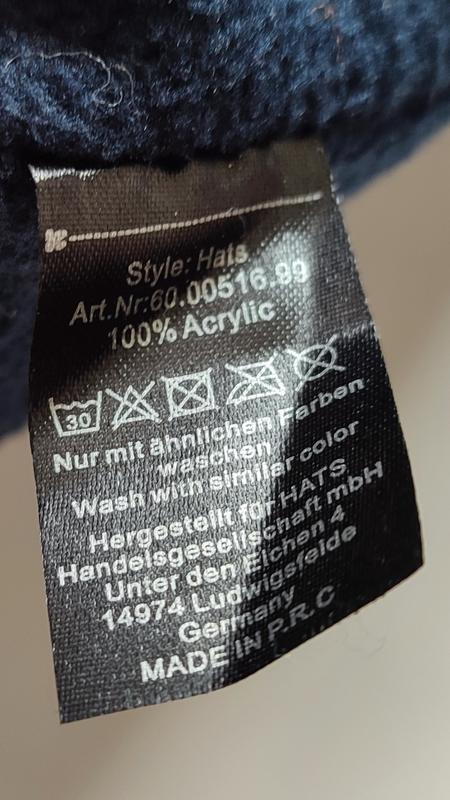 Style: Hats
Art.Nr:60.00516.99
100% Acrylic
30
Nur mit ähnlichen Farben
waschen
Wash with similar color
Hergestellt für HATS
Handelsgesellschaft mbH
Unter den Eichen 4
14974 Ludwigsfelde
Germany
MADE IN P.R.C